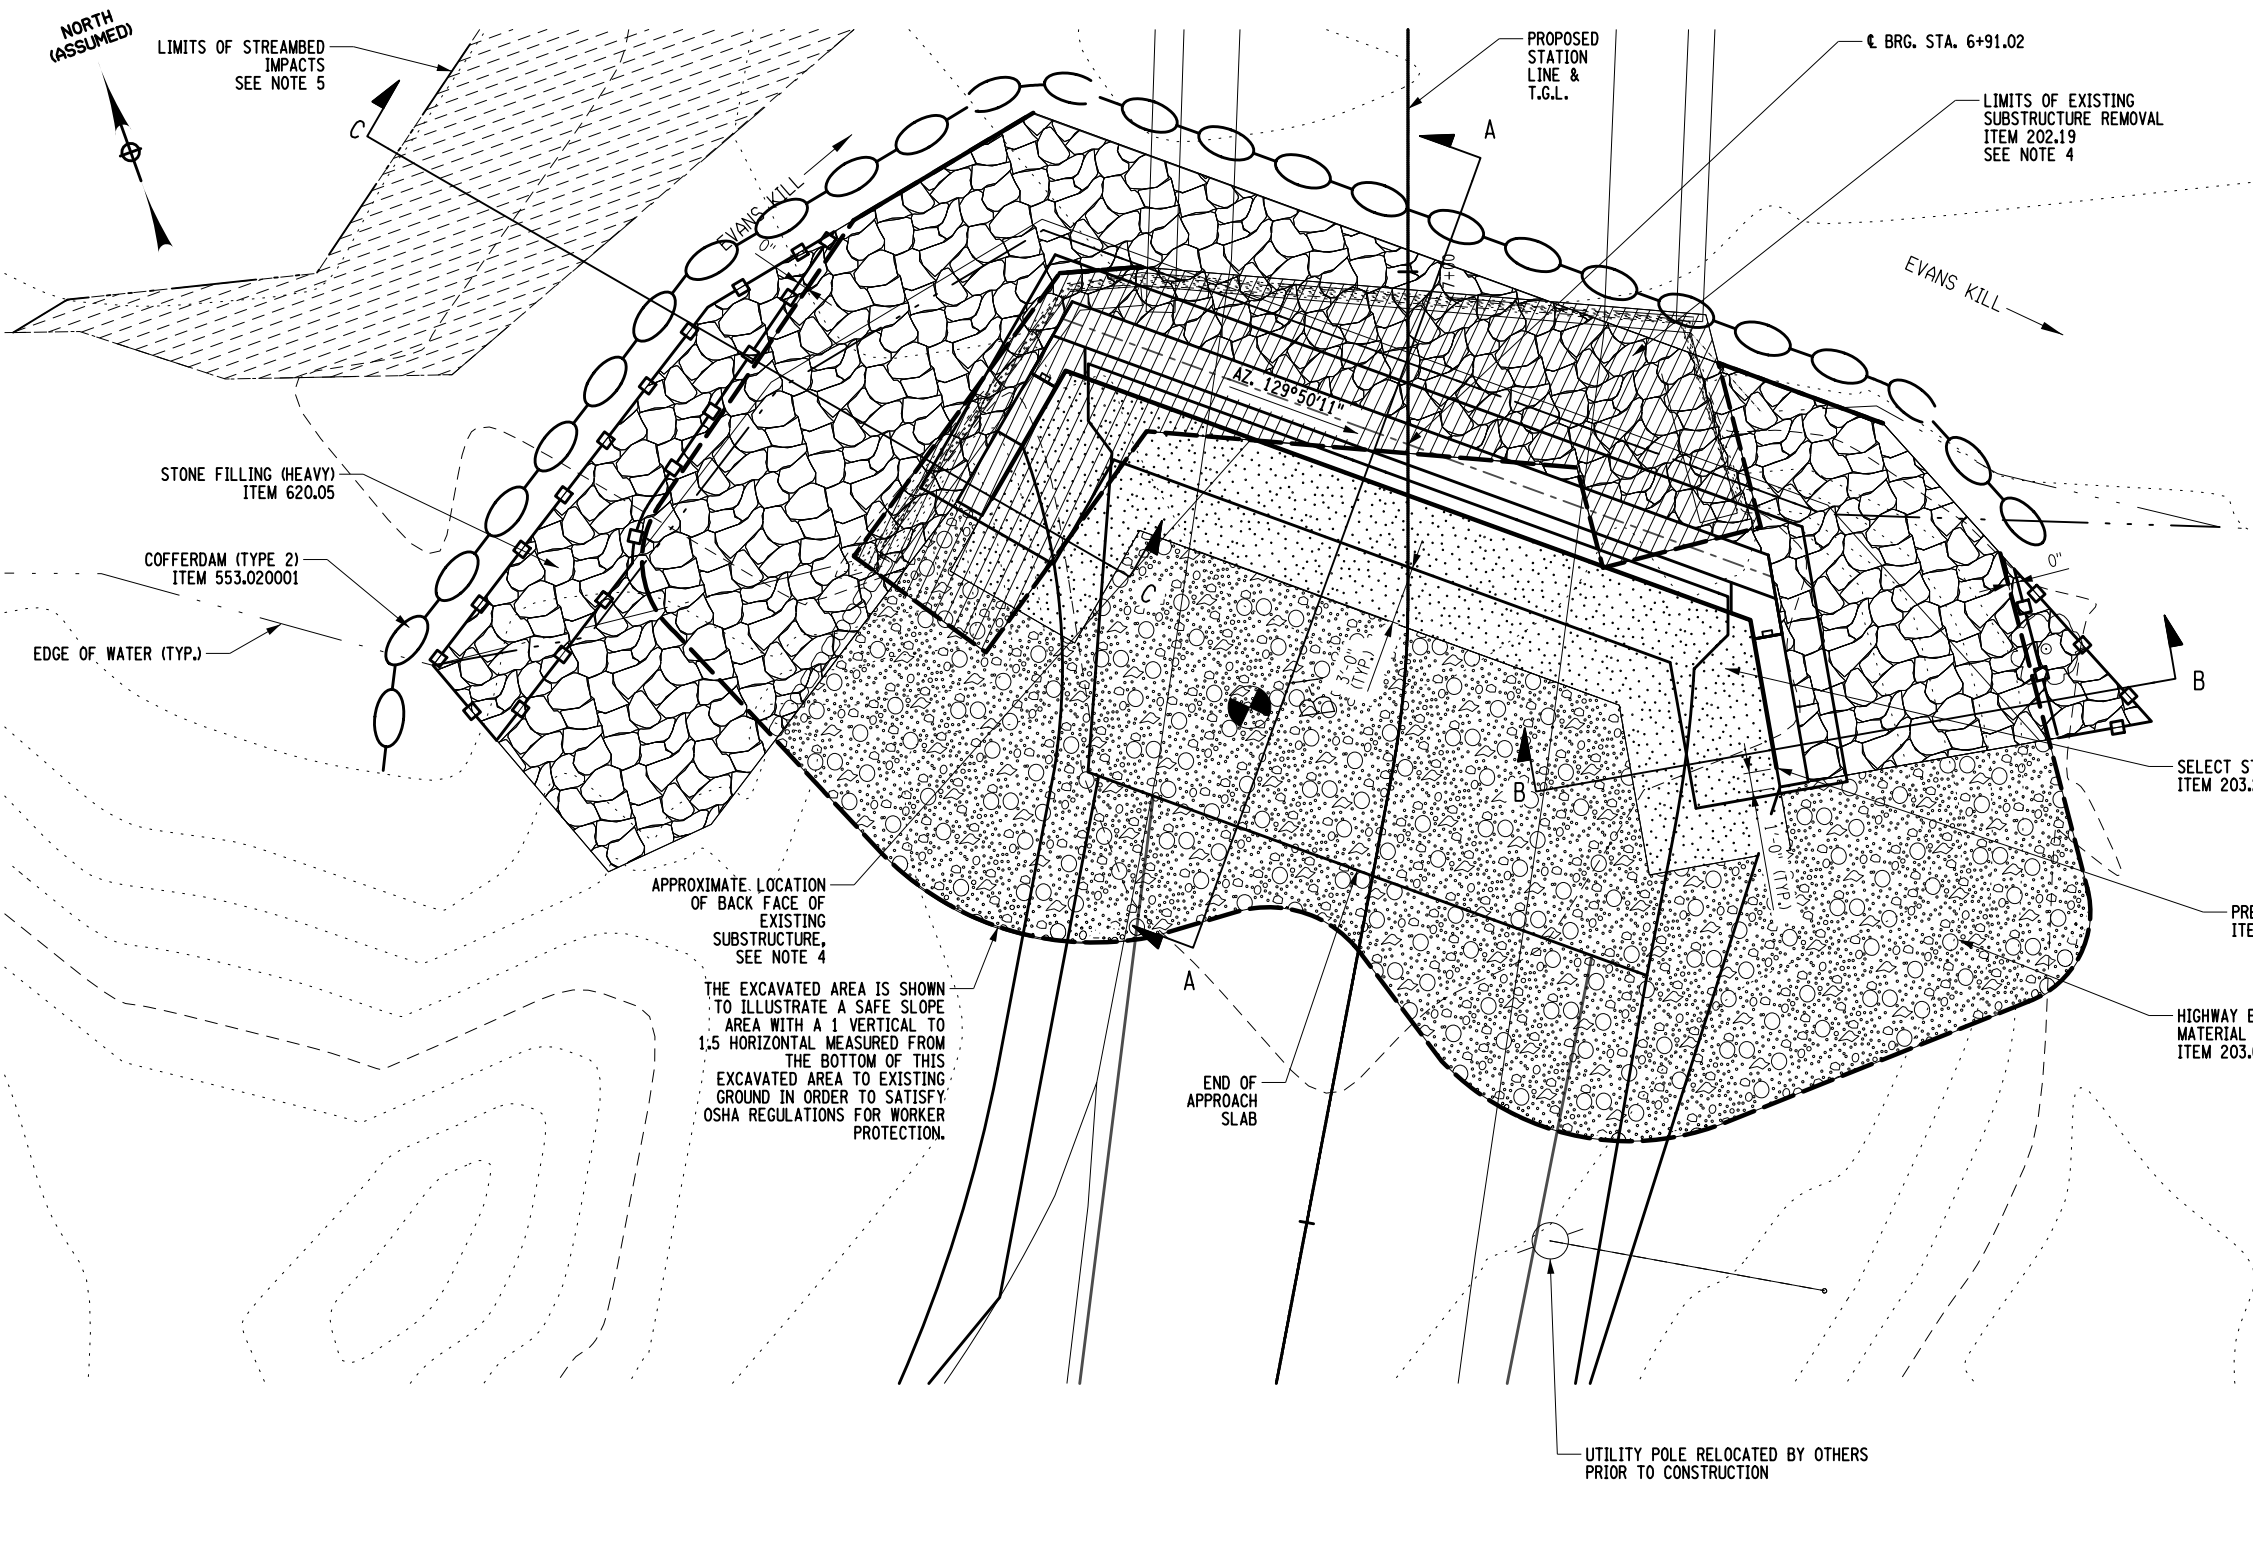 NORTH
(ASSUMED)
LIMITS OF STREAMBED
IMPACTS
SEE NOTE 5
C
EVANS KILL
0"
PROPOSED
STATION
LINE &
T.G.L.
A
℄ BRG. STA. 6+91.02
LIMITS OF EXISTING
SUBSTRUCTURE REMOVAL
ITEM 202.19
SEE NOTE 4
EVANS KILL
AZ. 129°50'11"
STONE FILLING (HEAVY)
ITEM 620.05
COFFERDAM (TYPE 2)
ITEM 553.020001
EDGE OF WATER (TYP.)
C
3'-0"
(TYP.)
0"
B
B
SELECT
ITEM 203.
1'-0" (TYP.)
APPROXIMATE LOCATION
OF BACK FACE OF
EXISTING
SUBSTRUCTURE,
SEE NOTE 4
A
THE EXCAVATED AREA IS SHOWN
TO ILLUSTRATE A SAFE SLOPE
AREA WITH A 1 VERTICAL TO
1.5 HORIZONTAL MEASURED FROM
THE BOTTOM OF THIS
EXCAVATED AREA TO EXISTING
GROUND IN ORDER TO SATISFY
OSHA REGULATIONS FOR WORKER
PROTECTION.
END OF
APPROACH
SLAB
PRE
ITE
HIGHWAY
MATERIAL
ITEM 203.
UTILITY POLE RELOCATED BY OTHERS
PRIOR TO CONSTRUCTION